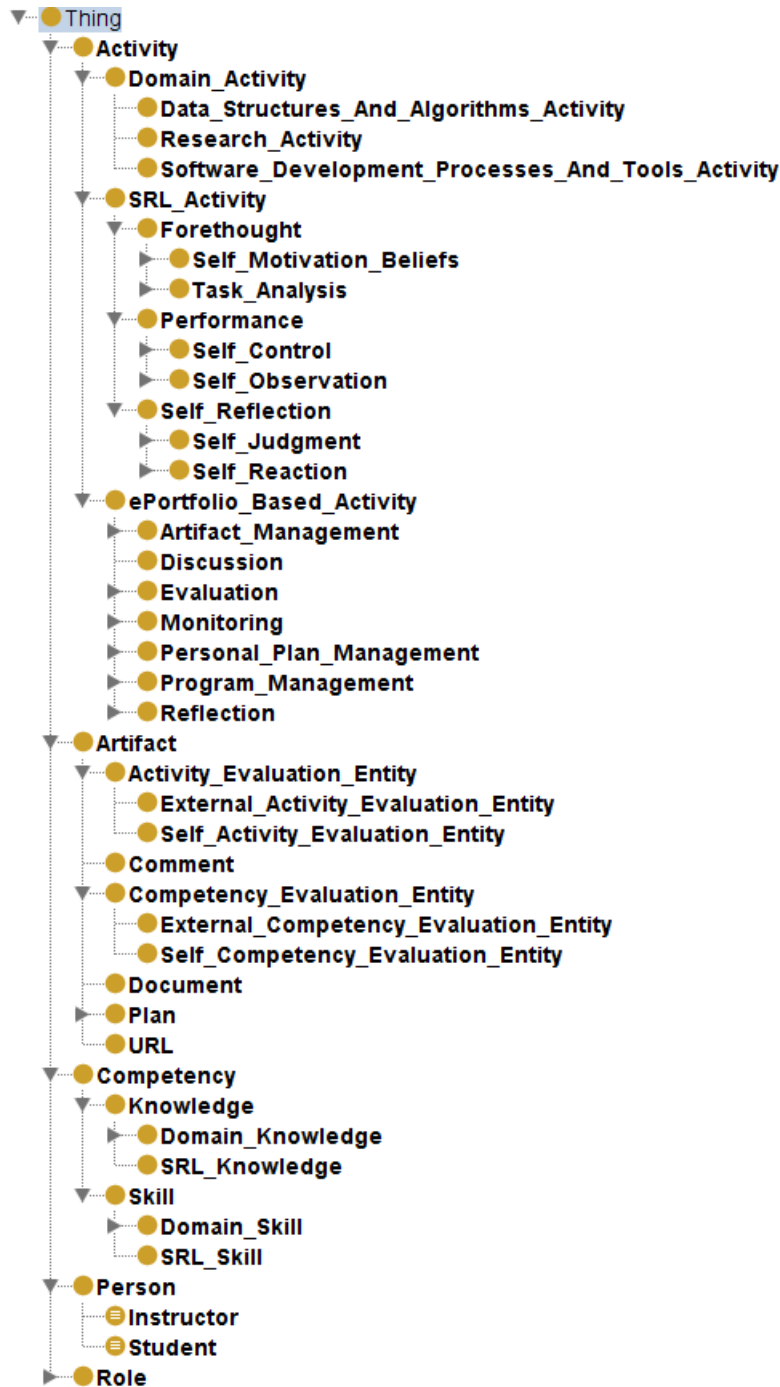 Thing
Activity
Domain_Activity
Data_Structures_And_Algorithms_Activity
Research_Activity
Software_Development_Processes_And_Tools_Activity
SRL_Activity
Forethought
Self_Motivation_Beliefs
Task_Analysis
Performance
Self_Control
Self_Observation
Self_Reflection
Self_Judgment
Self_Reaction
ePortfolio_Based_Activity
Artifact_Management
Discussion
Evaluation
Monitoring
Personal_Plan_Management
Program_Management
Reflection
Artifact
Activity_Evaluation_Entity
External_Activity_Evaluation_Entity
Self_Activity_Evaluation_Entity
Comment
Competency_Evaluation_Entity
External_Competency_Evaluation_Entity
Self_Competency_Evaluation_Entity
Document
Plan
URL
Competency
Knowledge
Domain_Knowledge
SRL_Knowledge
Skill
Domain_Skill
SRL_Skill
Person
Instructor
Student
Role